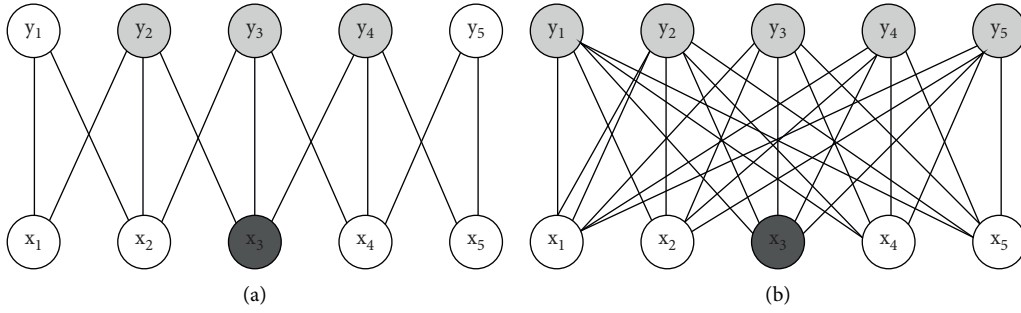 y₁ y₂ y₃ y₄ y₅ y₁ y₂ y₃ y₄ y₅
x₁ x₂ x₃ x₄ x₅ x₁ x₂ x₃ x₄ x₅
(a) (b)